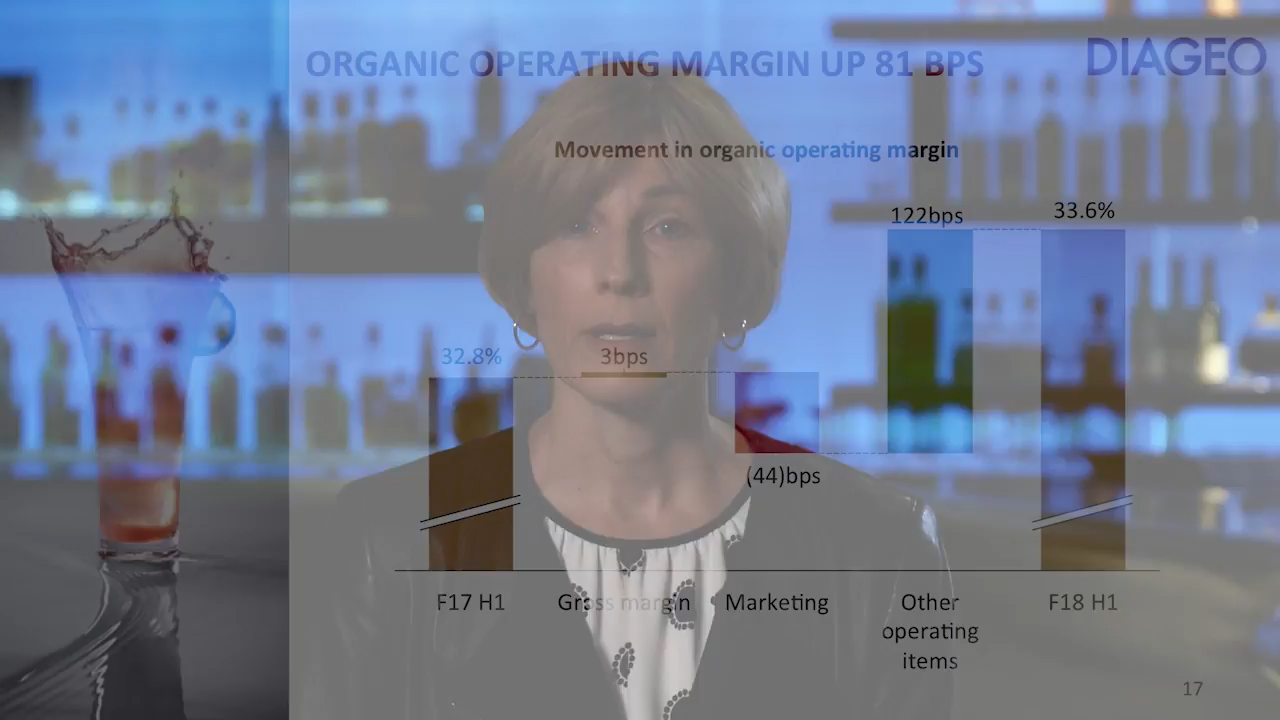 ORGANIC OPERATING MARGIN UP 81 BPS
DIAGEO
Movement in organic operating margin
122bps
33.6%
32.8%
3bps
(44)bps
F17 H1
Gross margin
Marketing
Other
operating
items
F18 H1
17